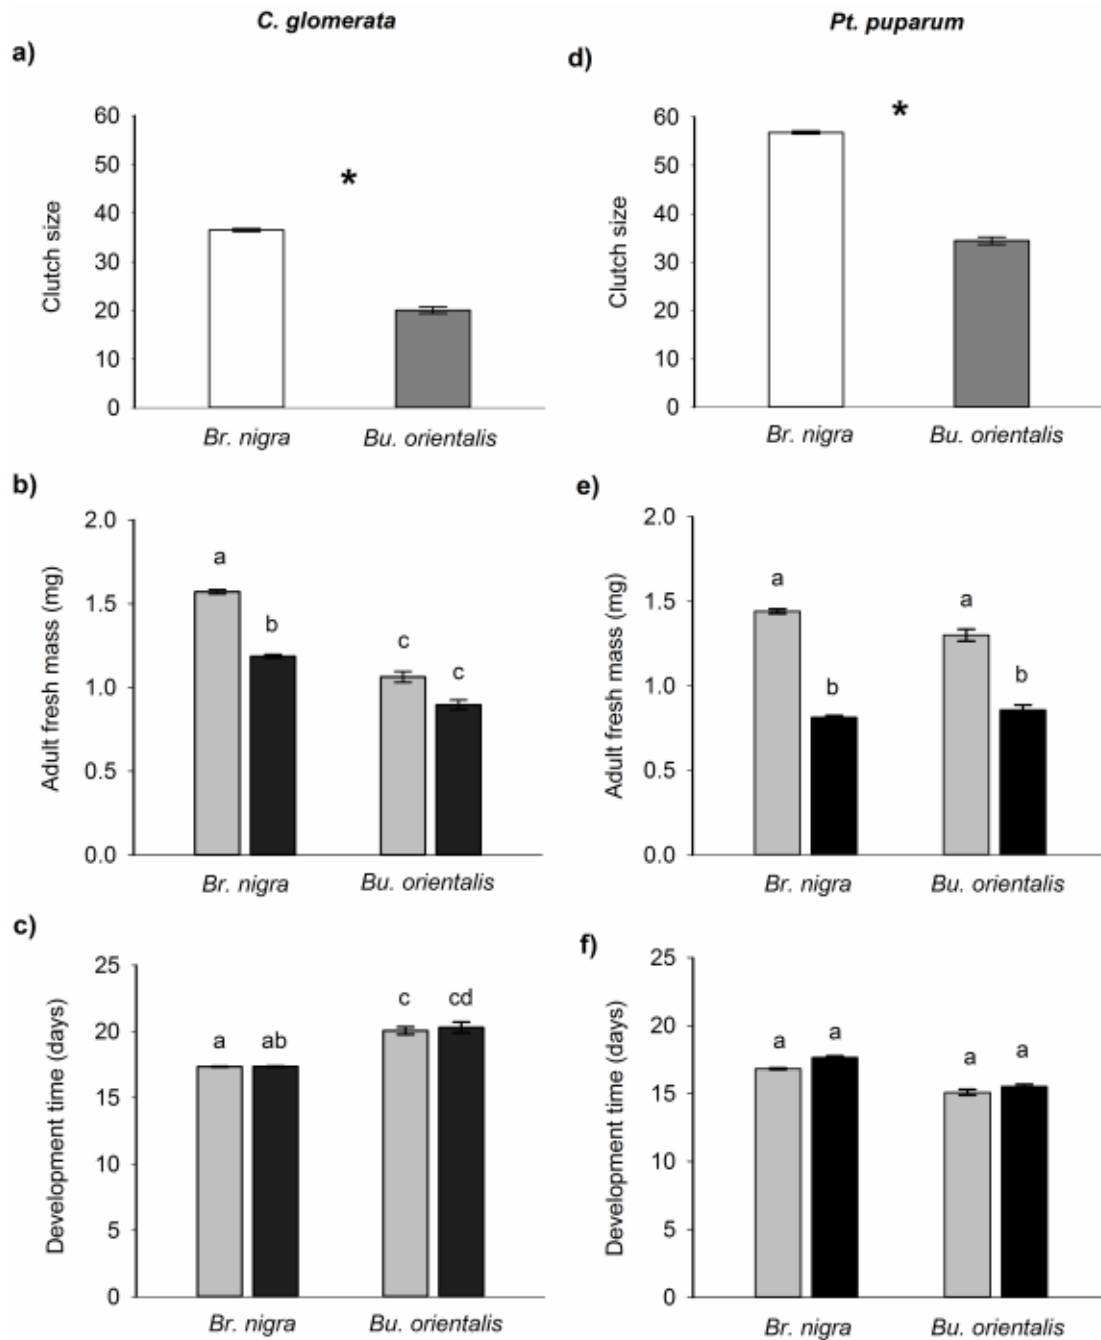 C. glomerata
Pt. puparum
a)
60
50
40
30
20
10
0
Clutch size
*
Br. nigra
Bu. orientalis
d)
60
50
40
30
20
10
0
Clutch size
*
Br. nigra
Bu. orientalis
b)
2.0
1.5
1.0
0.5
0.0
Adult fresh mass (mg)
a
b
c
c
Br. nigra
Bu. orientalis
e)
2.0
1.5
1.0
0.5
0.0
Adult fresh mass (mg)
a
b
a
b
Br. nigra
Bu. orientalis
c)
25
20
15
10
5
0
Development time (days)
a
ab
c
cd
Br. nigra
Bu. orientalis
f)
25
20
15
10
5
0
Development time (days)
a
a
a
a
Br. nigra
Bu. orientalis